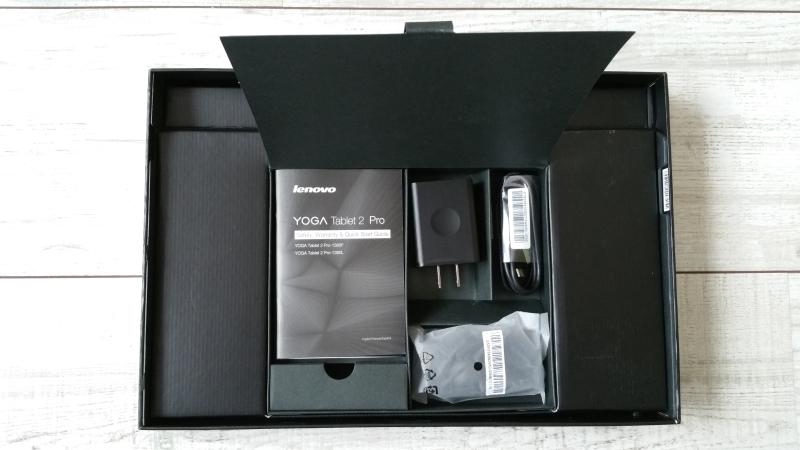 lenovo
YOGA Tablet 2 Pro
Safety, Warranty & Quick Start Guide
YOGA Tablet 2 Pro-1380F
YOGA Tablet 2 Pro-1380L